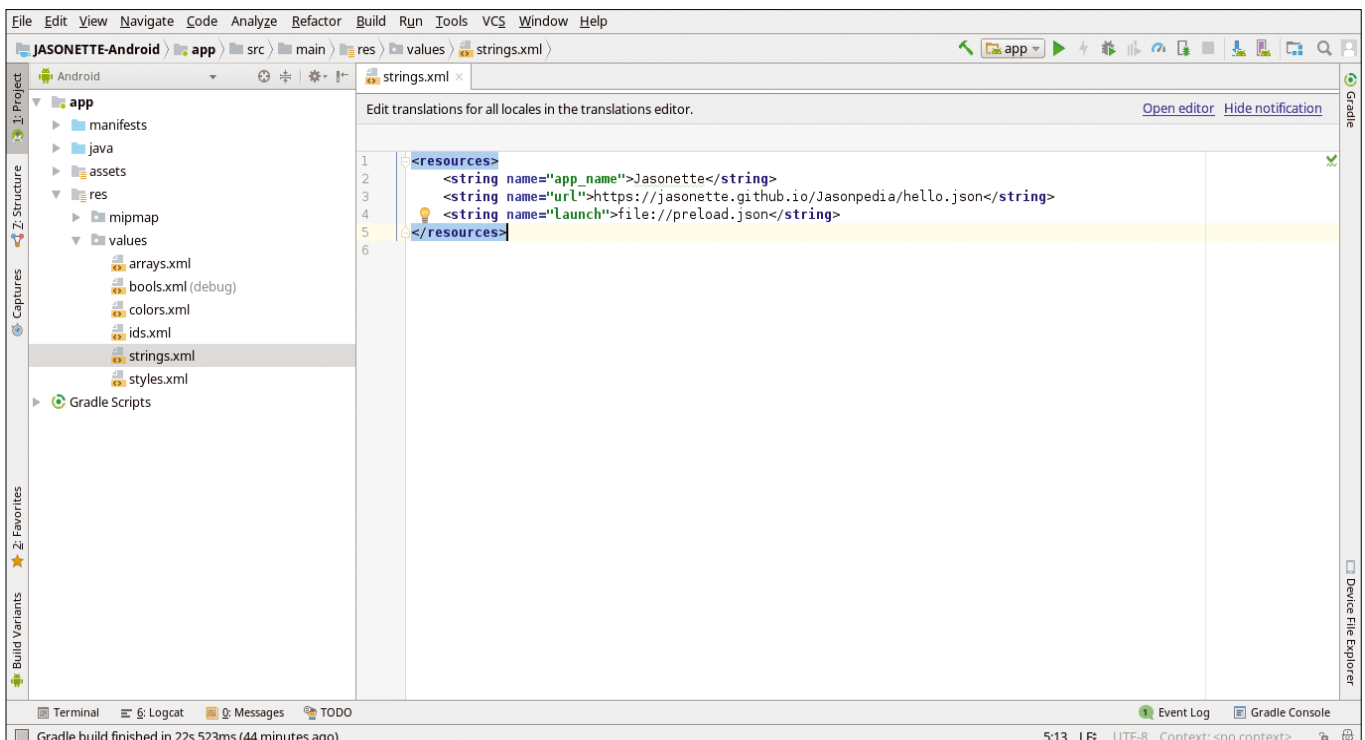 File Edit View Navigate Code Analyze Refactor Build Run Tools VCS Window Help
JASONETTE-Android app src main res values strings.xml app
Android
strings.xml
1: Project
Z: Structure
Captures
2: Favorites
Build Variants
app
manifests
java
assets
res
mipmap
values
arrays.xml
bools.xml (debug)
colors.xml
ids.xml
strings.xml
styles.xml
Gradle Scripts
Edit translations for all locales in the translations editor. Open editor Hide notification
1 <resources>
2 <string name="app_name">Jasonette</string>
3 <string name="url">https://jasonette.github.io/Jasonpedia/hello.json</string>
4 <string name="launch">file://preload.json</string>
5 </resources>
6
Gradle
Device File Explorer
Terminal 6: Logcat 0: Messages TODO 1 Event Log Gradle Console
Gradle build finished in 22s 523ms (44 minutes ago) 5:13 LF÷ UTF-8 Context: <no context>